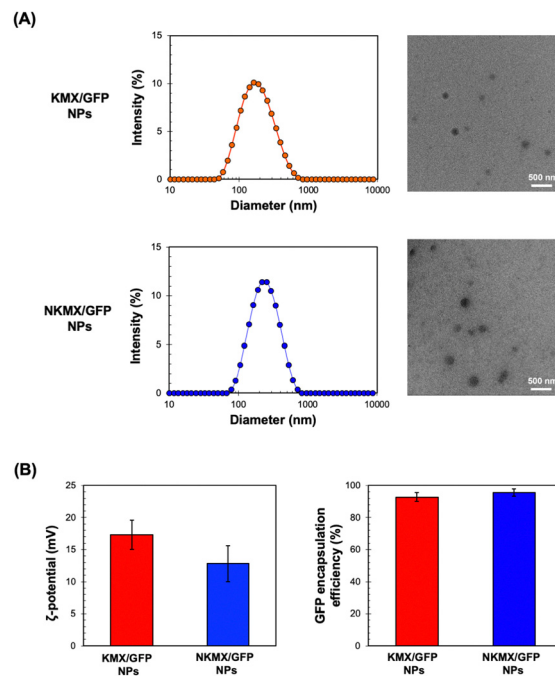 (A)
KMX/GFP
NPs
Intensity (%)
15
10
5
0
10
100
1000
10000
Diameter (nm)
500 nm
NKMX/GFP
NPs
Intensity (%)
15
10
5
0
10
100
1000
10000
Diameter (nm)
500 nm
(B)
ζ-potential (mV)
25
20
15
10
5
0
KMX/GFP
NPs
NKMX/GFP
NPs
GFP encapsulation
efficiency (%)
100
80
60
40
20
0
KMX/GFP
NPs
NKMX/GFP
NPs